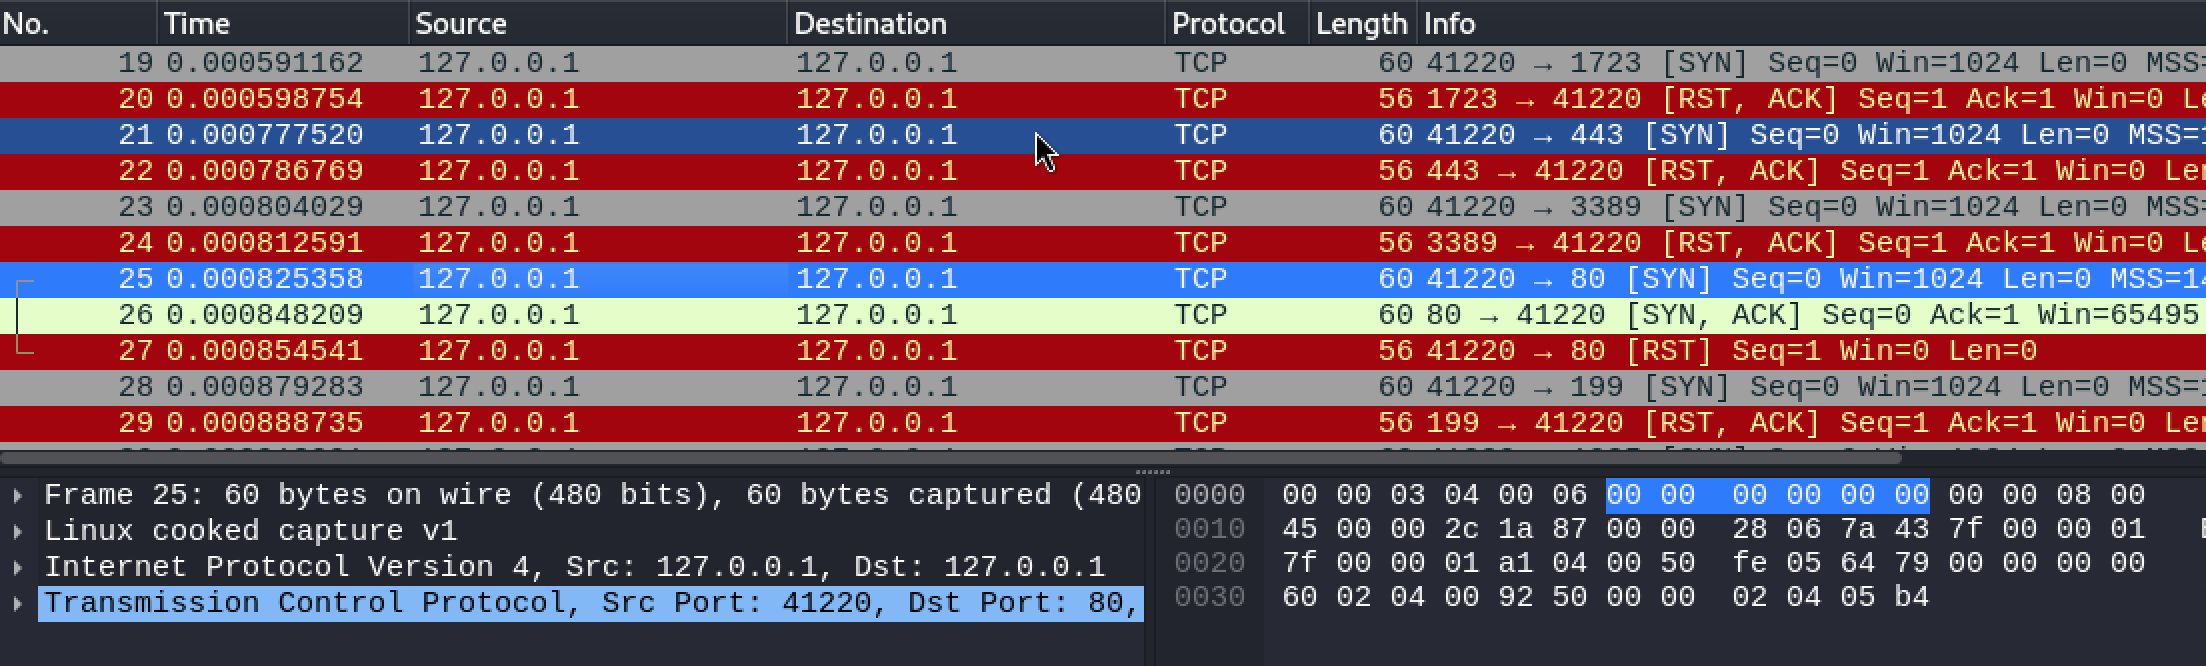 No. Time Source Destination Protocol Length Info
19 0.000591162 127.0.0.1 127.0.0.1 TCP 60 41220 → 1723 [SYN] Seq=0 Win=1024 Len=0 MSS=
20 0.000598754 127.0.0.1 127.0.0.1 TCP 56 1723 → 41220 [RST, ACK] Seq=1 Ack=1 Win=0 Le
21 0.000777520 127.0.0.1 127.0.0.1 TCP 60 41220 → 443 [SYN] Seq=0 Win=1024 Len=0 MSS=
22 0.000786769 127.0.0.1 127.0.0.1 TCP 56 443 → 41220 [RST, ACK] Seq=1 Ack=1 Win=0 Le
23 0.000804029 127.0.0.1 127.0.0.1 TCP 60 41220 → 3389 [SYN] Seq=0 Win=1024 Len=0 MSS=
24 0.000812591 127.0.0.1 127.0.0.1 TCP 56 3389 → 41220 [RST, ACK] Seq=1 Ack=1 Win=0 Le
25 0.000825358 127.0.0.1 127.0.0.1 TCP 60 41220 → 80 [SYN] Seq=0 Win=1024 Len=0 MSS=14
26 0.000848209 127.0.0.1 127.0.0.1 TCP 60 80 → 41220 [SYN, ACK] Seq=0 Ack=1 Win=65495
27 0.000854541 127.0.0.1 127.0.0.1 TCP 56 41220 → 80 [RST] Seq=1 Win=0 Len=0
28 0.000879283 127.0.0.1 127.0.0.1 TCP 60 41220 → 199 [SYN] Seq=0 Win=1024 Len=0 MSS=
29 0.000888735 127.0.0.1 127.0.0.1 TCP 56 199 → 41220 [RST, ACK] Seq=1 Ack=1 Win=0 Le
Frame 25: 60 bytes on wire (480 bits), 60 bytes captured (480
Linux cooked capture v1
Internet Protocol Version 4, Src: 127.0.0.1, Dst: 127.0.0.1
Transmission Control Protocol, Src Port: 41220, Dst Port: 80,
0000 00 00 03 04 00 06 00 00 00 00 00 00 00 00 08 00
0010 45 00 00 2c 1a 87 00 00 28 06 7a 43 7f 00 00 01
0020 7f 00 00 01 a1 04 00 50 fe 05 64 79 00 00 00 00
0030 60 02 04 00 92 50 00 00 02 04 05 b4